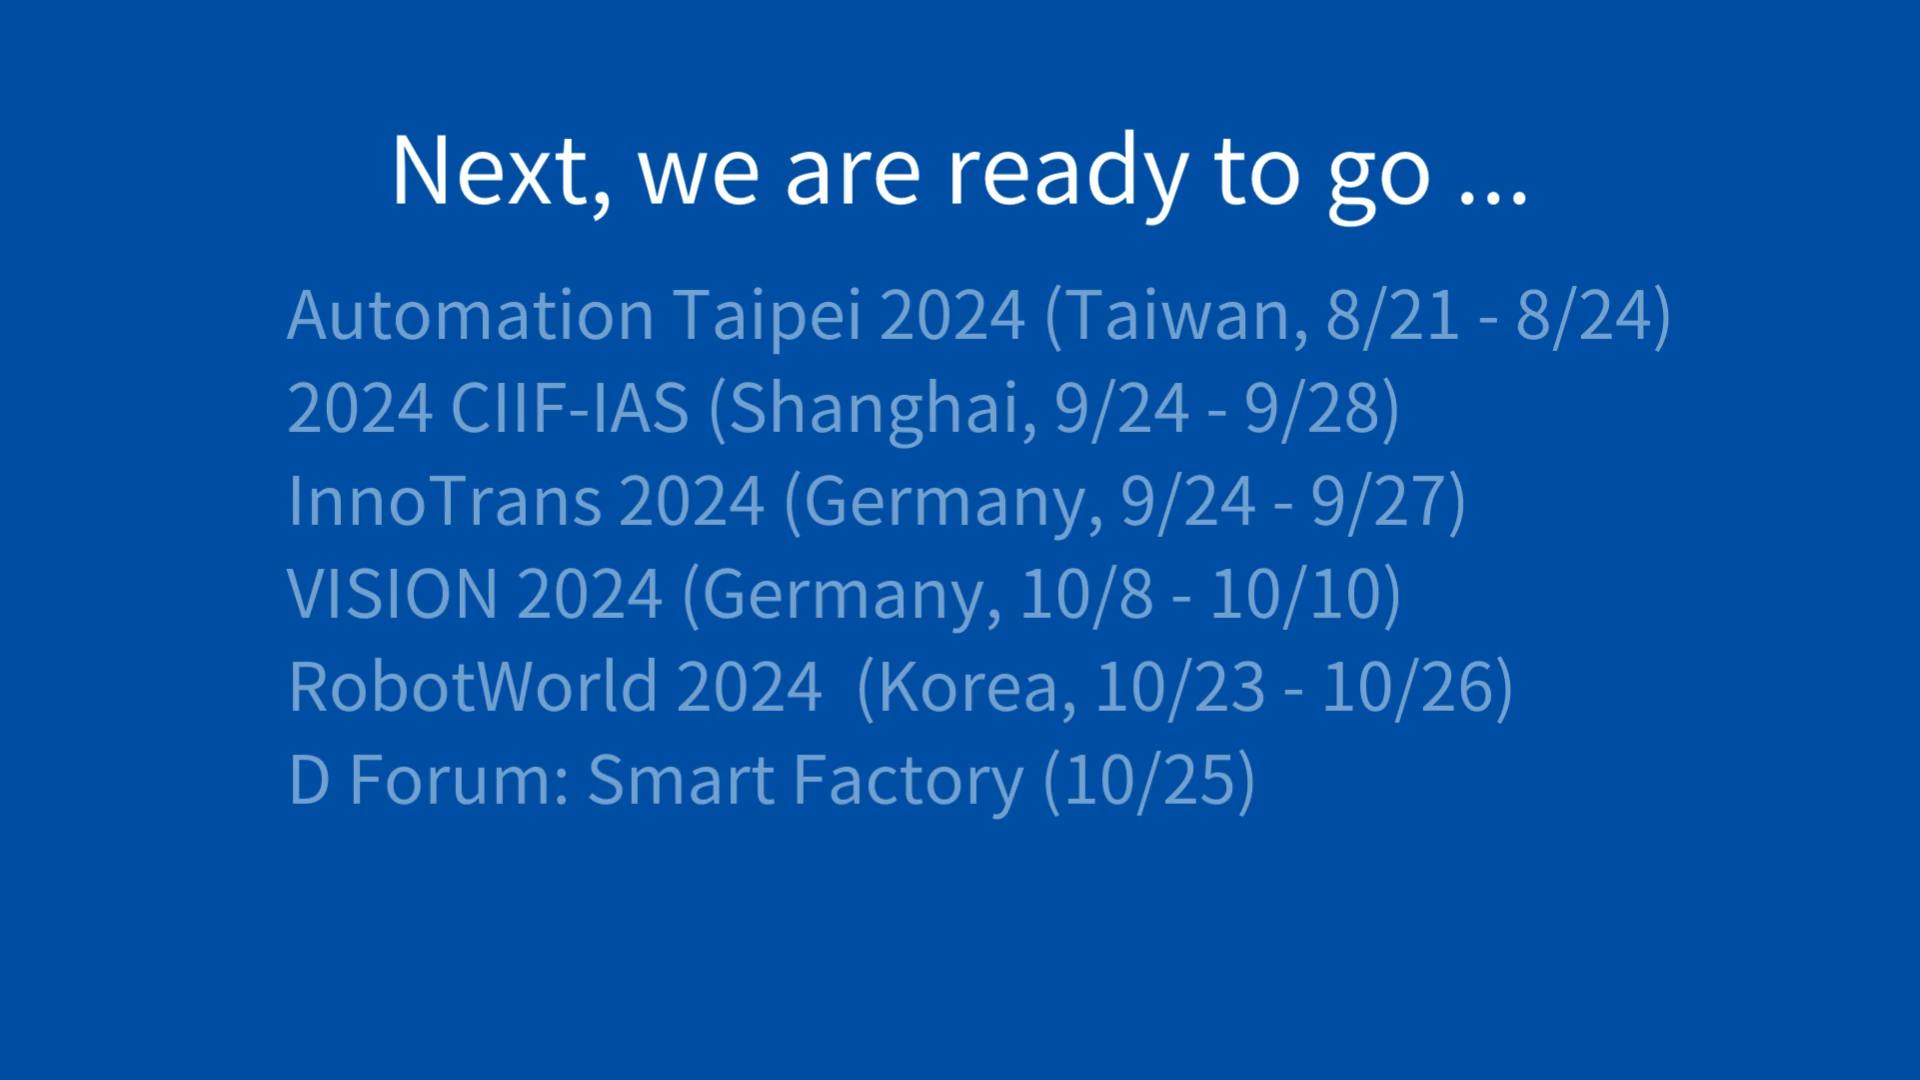 Next, we are ready to go ...
Automation Taipei 2024 (Taiwan, 8/21 - 8/24)
2024 CIIF-IAS (Shanghai, 9/24 - 9/28)
InnoTrans 2024 (Germany, 9/24 - 9/27)
VISION 2024 (Germany, 10/8 - 10/10)
RobotWorld 2024  (Korea, 10/23 - 10/26)
D Forum: Smart Factory (10/25)